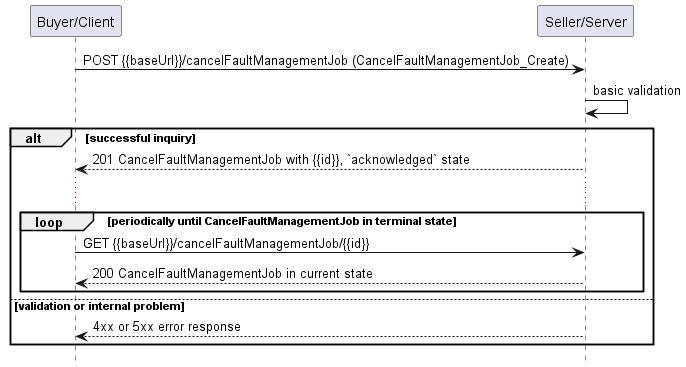 Buyer/Client
Seller/Server
POST {{baseUrl}}/cancelFaultManagementJob (CancelFaultManagementJob_Create)
basic validation
alt
[successful inquiry]
201 CancelFaultManagementJob with {{id}}, `acknowledged` state
loop
[periodically until CancelFaultManagementJob in terminal state]
GET {{baseUrl}}/cancelFaultManagementJob/{{id}}
200 CancelFaultManagementJob in current state
[validation or internal problem]
4xx or 5xx error response